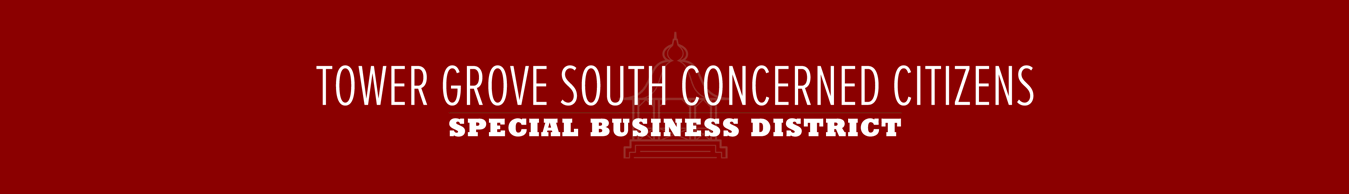 TOWER GROVE SOUTH CONCERNED CITIZENS
SPECIAL BUSINESS DISTRICT